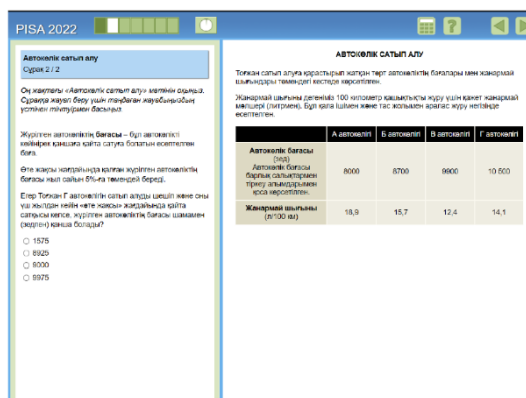 PISA 2022
Автокөлік сатып алу
Сұрақ 2 / 2
Оң жақтағы «Автокөлік сатып алу» мәтінін оқыңыз.
Сұраққа жауап беру үшін таңдаған жауабыңыздың
үстінен тінтуірмен басыңыз.
Жүрілген автокөліктің бағасы – бұл автокөлікті
кейінірек қаншаға қайта сатуға болатын есептелген
баға.
Өте жақсы жағдайында қалған жүрілген автокөліктің
бағасы жыл сайын 5%-ға төмендей береді.
Егер Толқан Г автокөлігін сатып алуды шешіп және оны
үш жылдан кейін «өте жақсы» жағдайында қайта
сатқысы келсе, жүрілген автокөліктің бағасы шамамен
(зедпен) қанша болады?
1575
8925
9000
9975
АВТОКӨЛІК САТЫП АЛУ
Толқан сатып алуға қарастырып жатқан төрт автокөліктің бағалары мен жанармай
шығындары төмендегі кестеде көрсетілген.
Жанармай шығыны дегеніміз 100 километр қашықтықты жүру үшін қажет жанармай
мөлшері (литрмен). Бұл қала ішімен және тас жолымен аралас жүру негізінде
есептелген.
А автокөлігі Б автокөлігі В автокөлігі Г автокөлігі
Автокөлік бағасы
(зед)
Автокөлік бағасы
барлық салықтармен
тіркеу алымдарымен
қоса көрсетілген.
8000 8700 9900 10 500
Жанармай шығыны
(л/100 км)
18,9 15,7 12,4 14,1